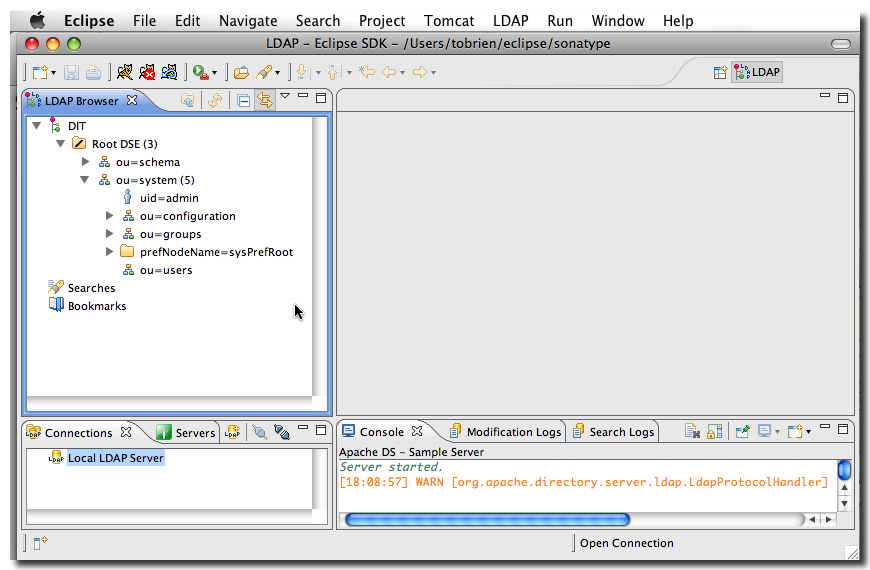 Eclipse File Edit Navigate Search Project Tomcat LDAP Run Window Help
LDAP - Eclipse SDK - /Users/tobrien/eclipse/sonatype
LDAP
LDAP Browser
DIT
Root DSE (3)
ou=schema
ou=system (5)
uid=admin
ou=configuration
ou=groups
prefNodeName=sysPrefRoot
ou=users
Searches
Bookmarks
Connections Servers
Local LDAP Server
Console Modification Logs Search Logs
Apache DS - Sample Server
Server started.
[18:08:57] WARN [org.apache.directory.server.ldap.LdapProtocolHandler]
Open Connection